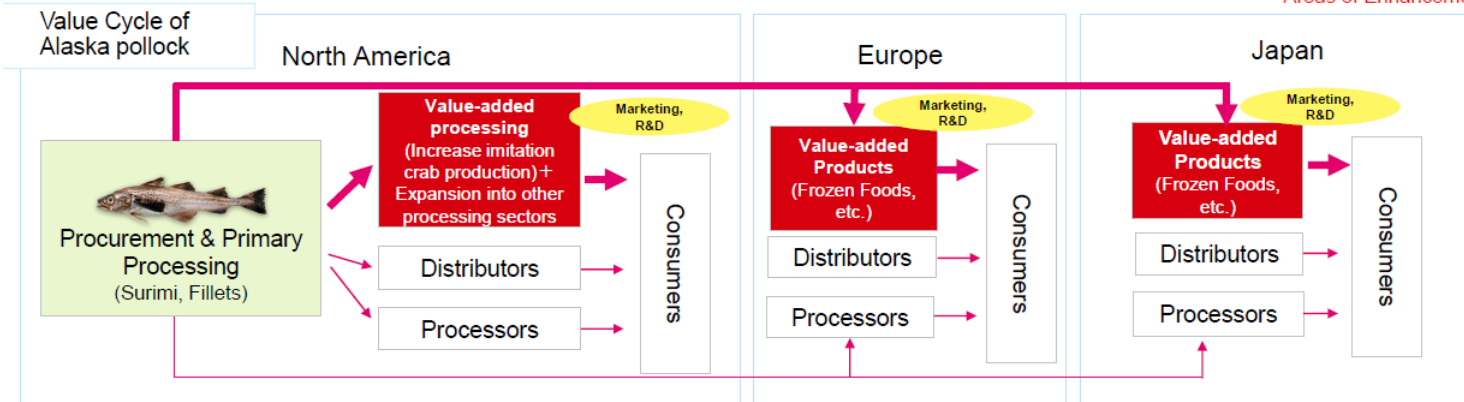 Value Cycle of
Alaska pollock
North America
Europe
Japan
Value-added
processing
(Increase imitation
crab production)＋
Expansion into other
processing sectors
Marketing,
R&D
Procurement & Primary
Processing
(Surimi, Fillets)
Distributors
Processors
Consumers
Marketing,
R&D
Value-added
Products
(Frozen Foods,
etc.)
Distributors
Processors
Consumers
Marketing,
R&D
Value-added
Products
(Frozen Foods,
etc.)
Distributors
Processors
Consumers